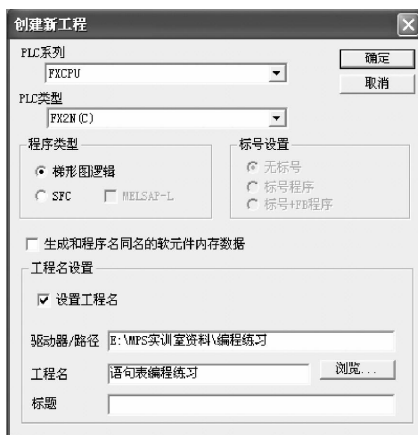 创建新工程
PLC系列
确定
FXCPU
取消
PLC类型
FX2N(C)
程序类型
标号设置
梯形图逻辑
无标号
SFC
MELSAP-L
标号程序
标号+FB程序
生成和程序名同名的软元件内存数据
工程名设置
设置工程名
驱动器/路径 E:\MPS实训室资料\编程练习
工程名 语句表编程练习 浏览...
标题